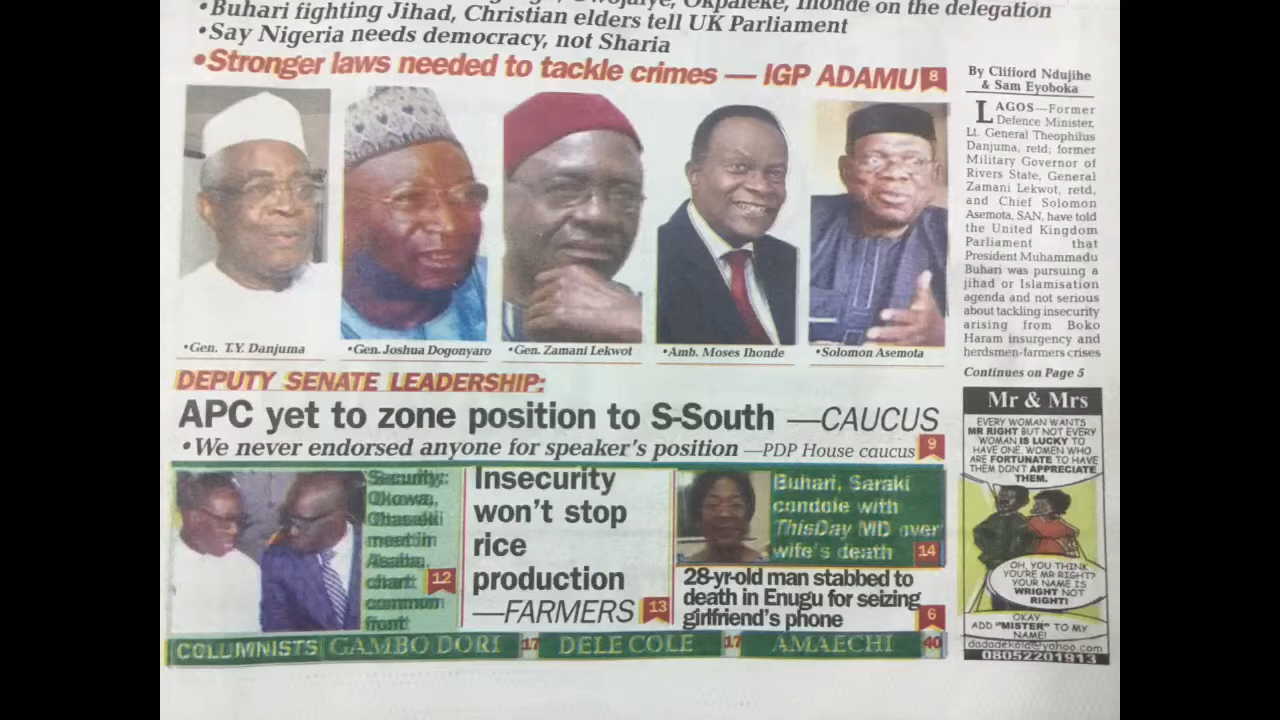 Okpaleke, Ihonde on the delegation
•Buhari fighting Jihad, Christian elders tell UK Parliament
•Say Nigeria needs democracy, not Sharia
•Stronger laws needed to tackle crimes — IGP ADAMU 8
•Gen. T.Y. Danjuma
•Gen. Joshua Dogonyaro
•Gen. Zamani Lekwot
•Amb. Moses Ihonde
•Solomon Asemota
By Clifford Ndujihe
& Sam Eyoboka
LAGOS—Former
Defence Minister,
Lt. General Theophilus
Danjuma, retd; former
Military Governor of
Rivers State, General
Zamani Lekwot, retd,
and Chief Solomon
Asemota, SAN, have told
the United Kingdom
Parliament that
President Muhammadu
Buhari was pursuing a
jihad or Islamisation
agenda and not serious
about tackling insecurity
arising from Boko
Haram insurgency and
herdsmen-farmers crises
Continues on Page 5
DEPUTY SENATE LEADERSHIP:
APC yet to zone position to S-South —CAUCUS
•We never endorsed anyone for speaker's position —PDP House caucus 9
Security:
Okowa,
Obaseki
meet in
Asaba,
chart
common
front
12
Insecurity
won't stop
rice
production
—FARMERS 13
Buhari, Saraki
condole with
ThisDay MD over
wife's death 14
28-yr-old man stabbed to
death in Enugu for seizing
girlfriend's phone 6
COLUMNISTS GAMBO DORI 17 DELE COLE 17 AMAECHI 40
Mr & Mrs
EVERY WOMAN WANTS
MR RIGHT BUT NOT EVERY
WOMAN IS LUCKY TO
HAVE ONE. WOMEN WHO
ARE FORTUNATE TO HAVE
THEM DON'T APPRECIATE
THEM.
OH, YOU THINK
YOU'RE MR RIGHT?
YOUR NAME IS
WRIGHT NOT
RIGHT!
OKAY.
ADD "MISTER" TO MY
NAME!
dadadekola@yahoo.com
08052201913